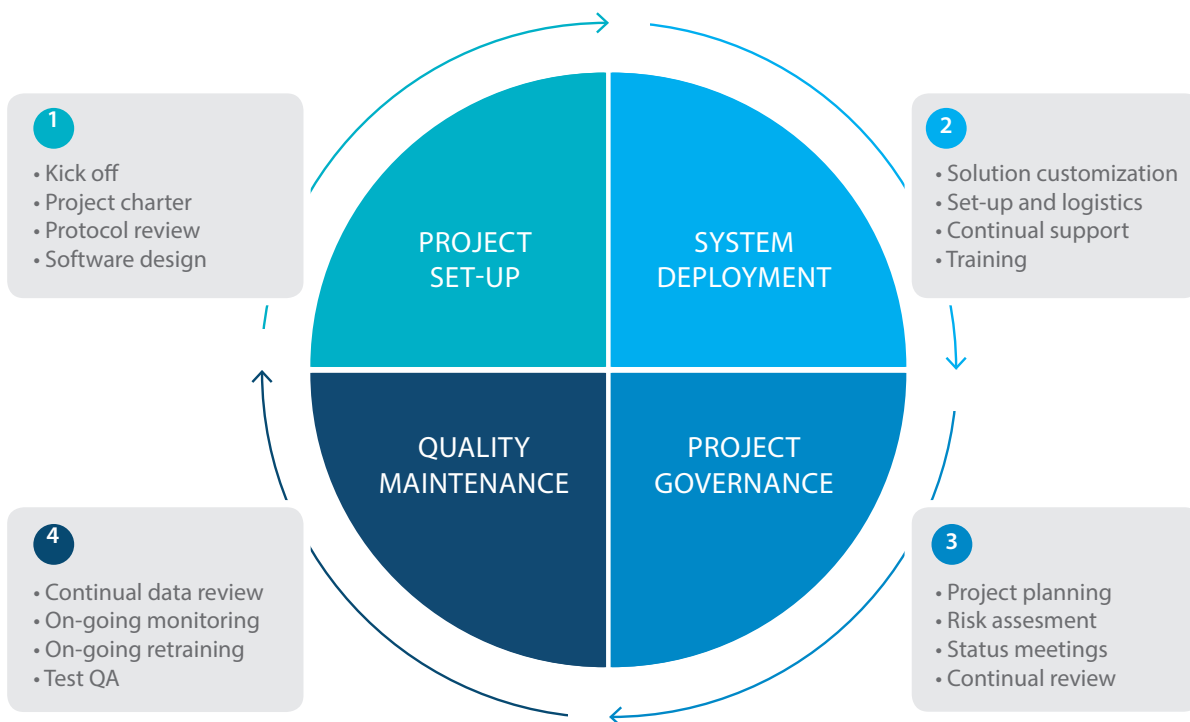 1
• Kick off
• Project charter
• Protocol review
• Software design
PROJECT
SET-UP
SYSTEM
DEPLOYMENT
2
• Solution customization
• Set-up and logistics
• Continual support
• Training
QUALITY
MAINTENANCE
PROJECT
GOVERNANCE
4
• Continual data review
• On-going monitoring
• On-going retraining
• Test QA
3
• Project planning
• Risk assesment
• Status meetings
• Continual review